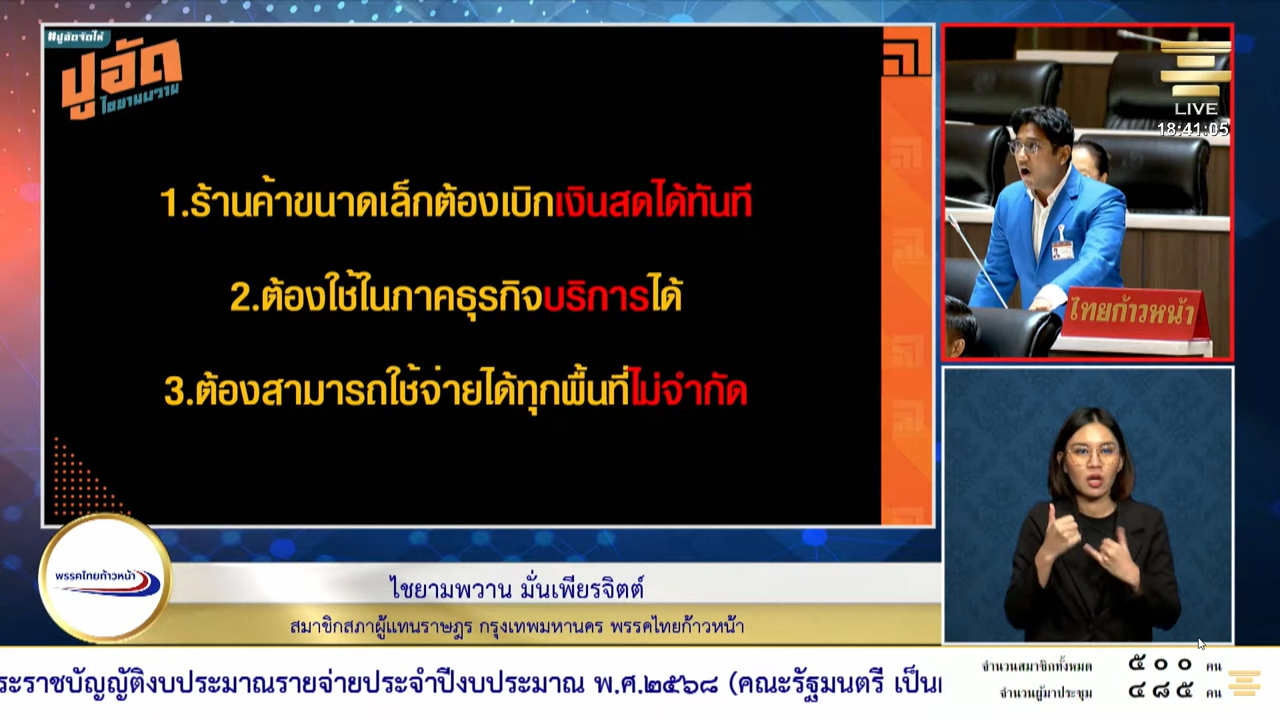 #ปูอัดจัดให้
ปูอัด
ไชยามพวาน
1.ร้านค้าขนาดเล็กต้องเบิกเงินสดได้ทันที
2.ต้องใช้ในภาคธุรกิจบริการได้
3.ต้องสามารถใช้จ่ายได้ทุกพื้นที่ไม่จำกัด
LIVE
18:41:05
ไทยก้าวหน้า
พรรคไทยก้าวหน้า
ไชยามพวาน มั่นเพียรจิตต์
สมาชิกสภาผู้แทนราษฎร กรุงเทพมหานคร พรรคไทยก้าวหน้า
ระราชบัญญัติงบประมาณรายจ่ายประจำปีงบประมาณ พ.ศ.๒๕๖๘ (คณะรัฐมนตรี เป็น
จำนวนสมาชิกทั้งหมด ๕๐๐ คน
จำนวนผู้มาประชุม ๔๘๕ คน